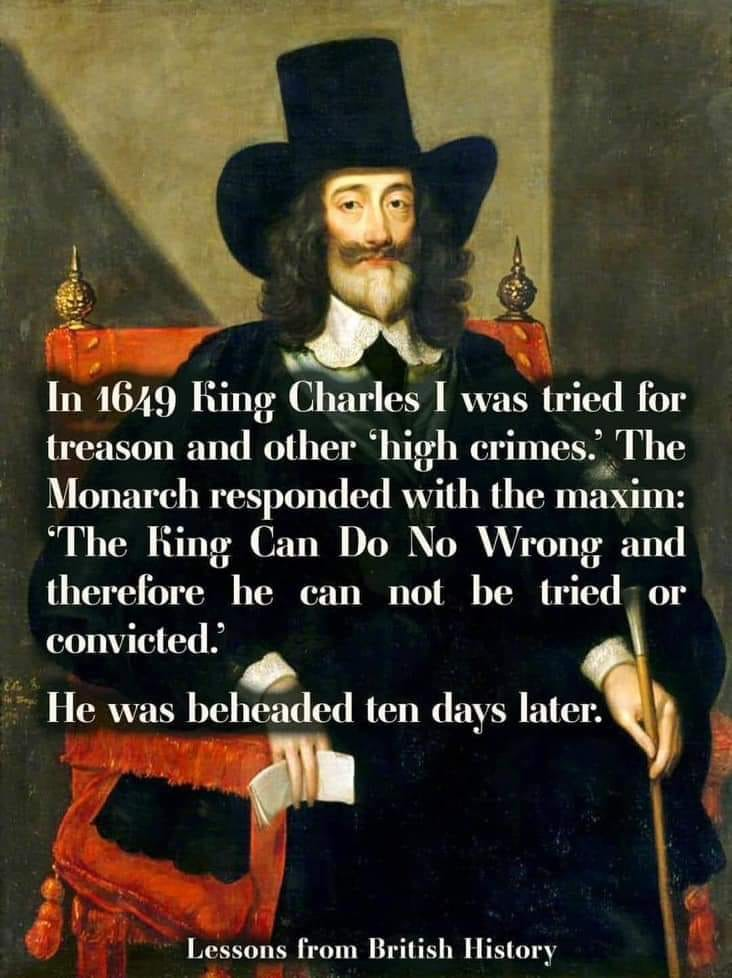 In 1649 King Charles I was tried for
treason and other ‘high crimes.’ The
Monarch responded with the maxim:
‘The King Can Do No Wrong and
therefore he can not be tried or
convicted.’
He was beheaded ten days later.
Lessons from British History